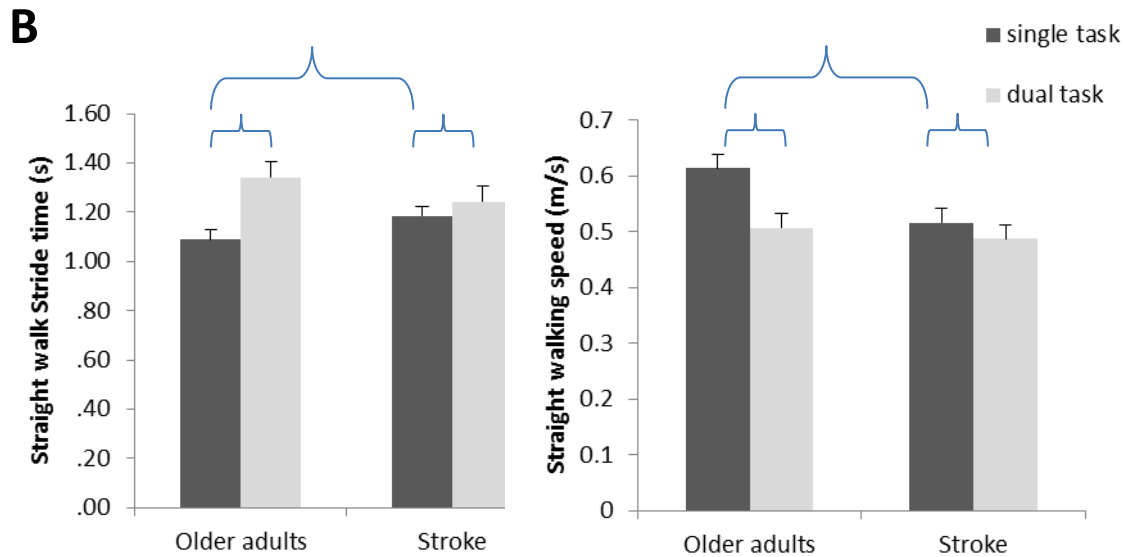 B
single task
dual task
Straight walk Stride time (s)
1.60
1.40
1.20
1.00
.80
.60
.40
.20
.00
Older adults
Stroke
Straight walking speed (m/s)
0.7
0.6
0.5
0.4
0.3
0.2
0.1
0
Older adults
Stroke